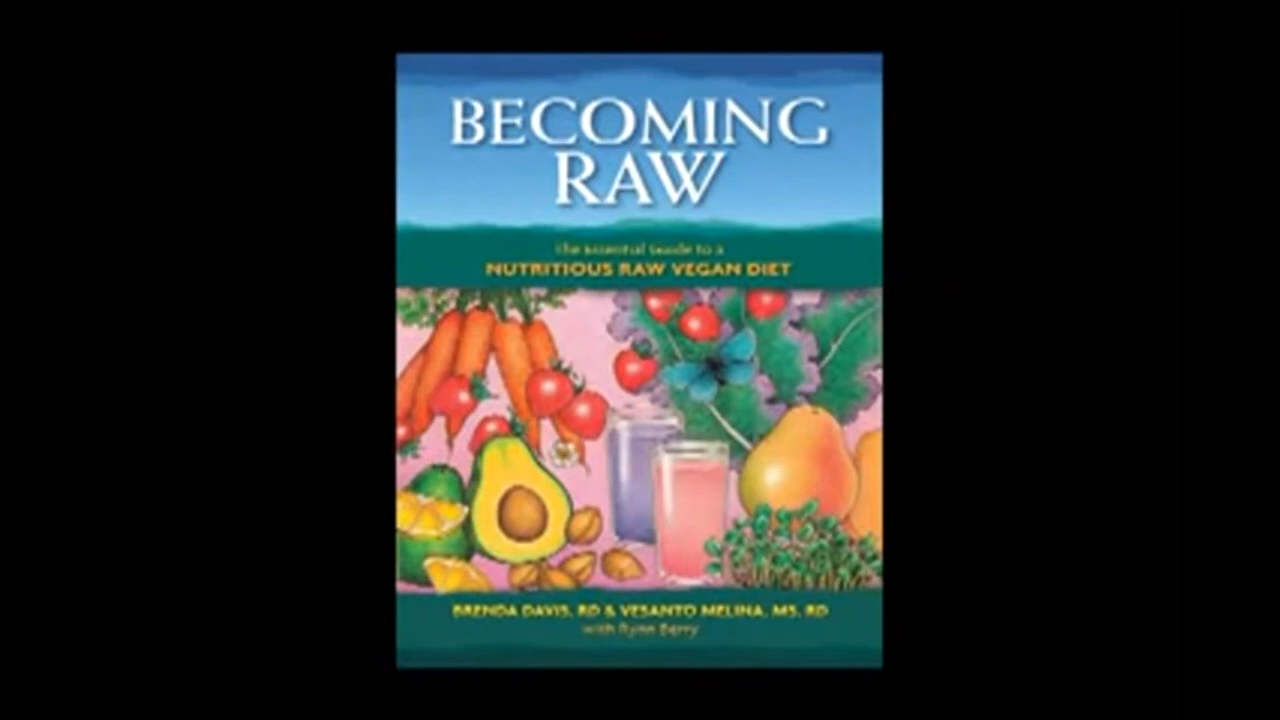 BECOMING
RAW
The Essential Guide to a
NUTRITIOUS RAW VEGAN DIET
BRENDA DAVIS, RD & VESANTO MELINA, MS, RD
with Rynn Berry